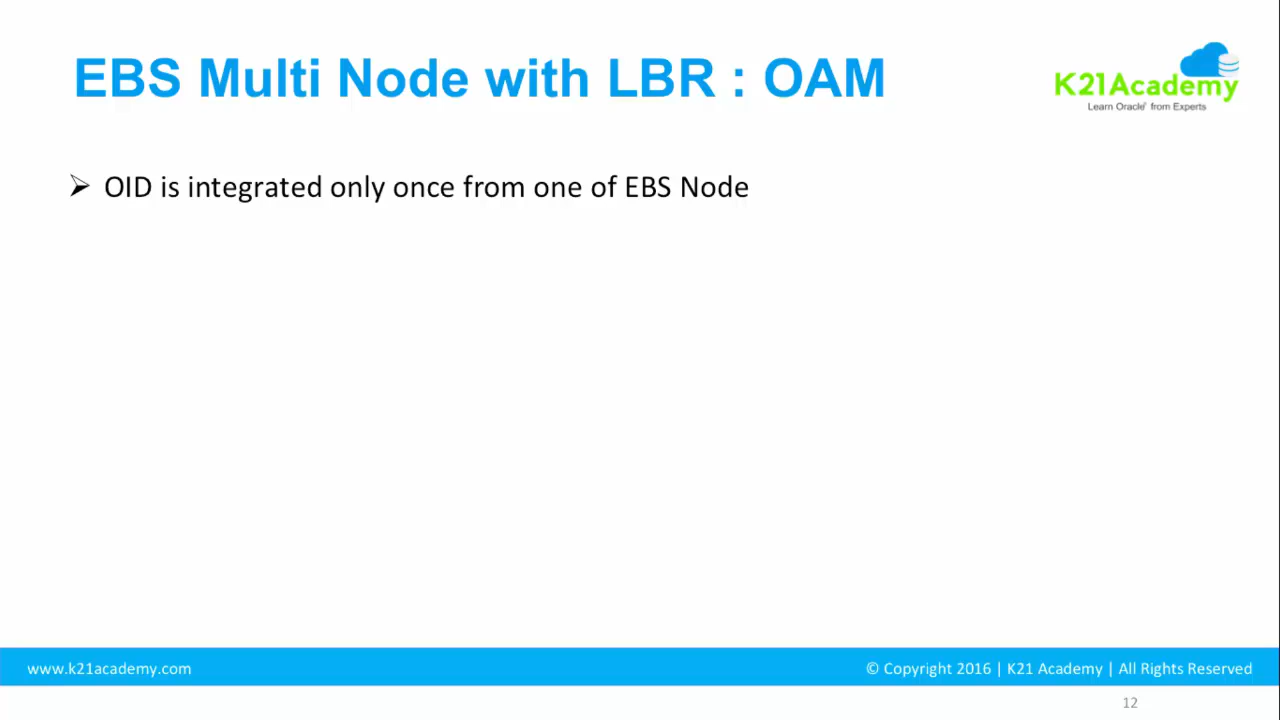 EBS Multi Node with LBR : OAM
K21Academy
Learn Oracle' from Experts
➢ OID is integrated only once from one of EBS Node
www.k21academy.com
© Copyright 2016 | K21 Academy | All Rights Reserved
12